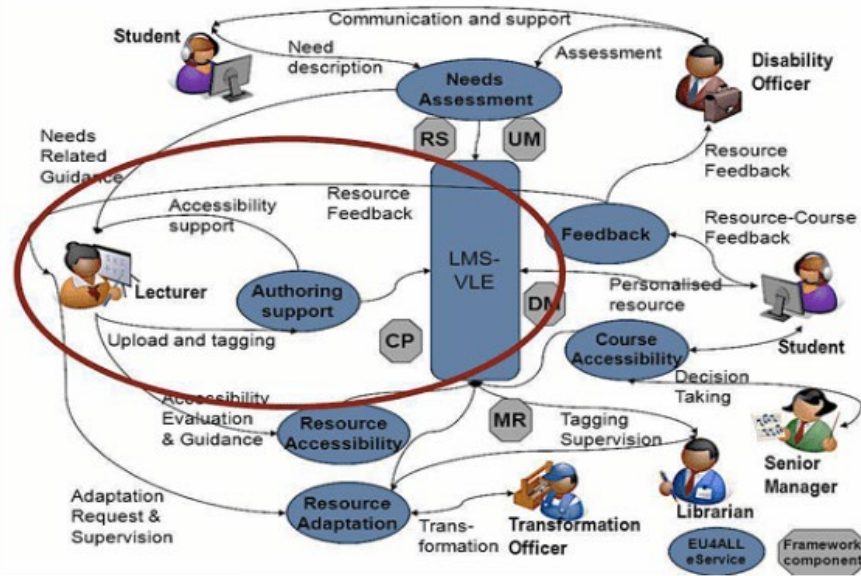 Communication and support
Student
Need
description
Assessment
Disability
Officer
Needs
Assessment
RS
UM
Needs
Related
Guidance
Resource
Feedback
Accessibility
support
Resource
Feedback
Feedback
Resource-Course
Feedback
LMS-
VLE
Lecturer
Authoring
support
DM
Personalised
resource
Upload and tagging
CP
Course
Accessibility
Student
Decision
Taking
Accessibility
Evaluation
& Guidance
Resource
Accessibility
MR
Tagging
Supervision
Senior
Manager
Adaptation
Request &
Supervision
Resource
Adaptation
Trans-
formation
Transformation
Officer
Librarian
EU4ALL
eService
Framework
component